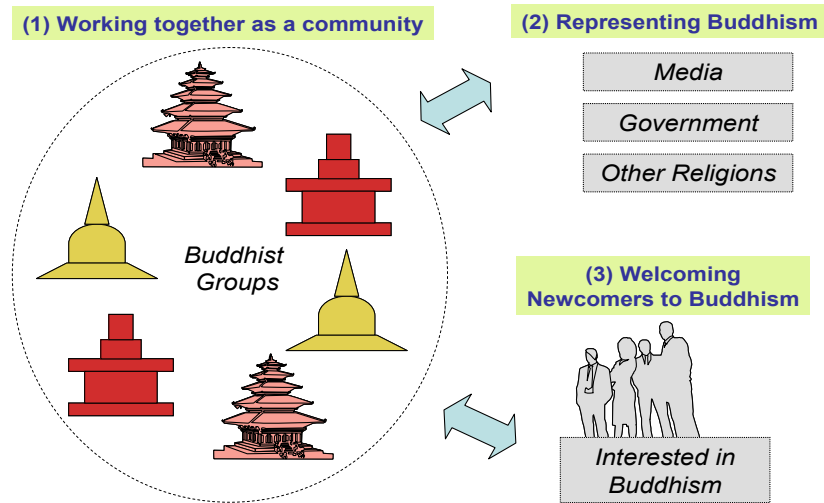 (1) Working together as a community
(2) Representing Buddhism
Media
Government
Other Religions
Buddhist
Groups
(3) Welcoming
Newcomers to Buddhism
Interested in
Buddhism